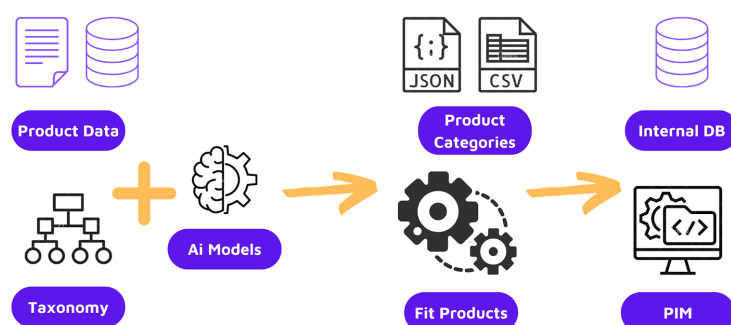 {;}
JSON
CSV
Product Data
Product
Categories
Internal DB
Ai Models
</>
Taxonomy
Fit Products
PIM